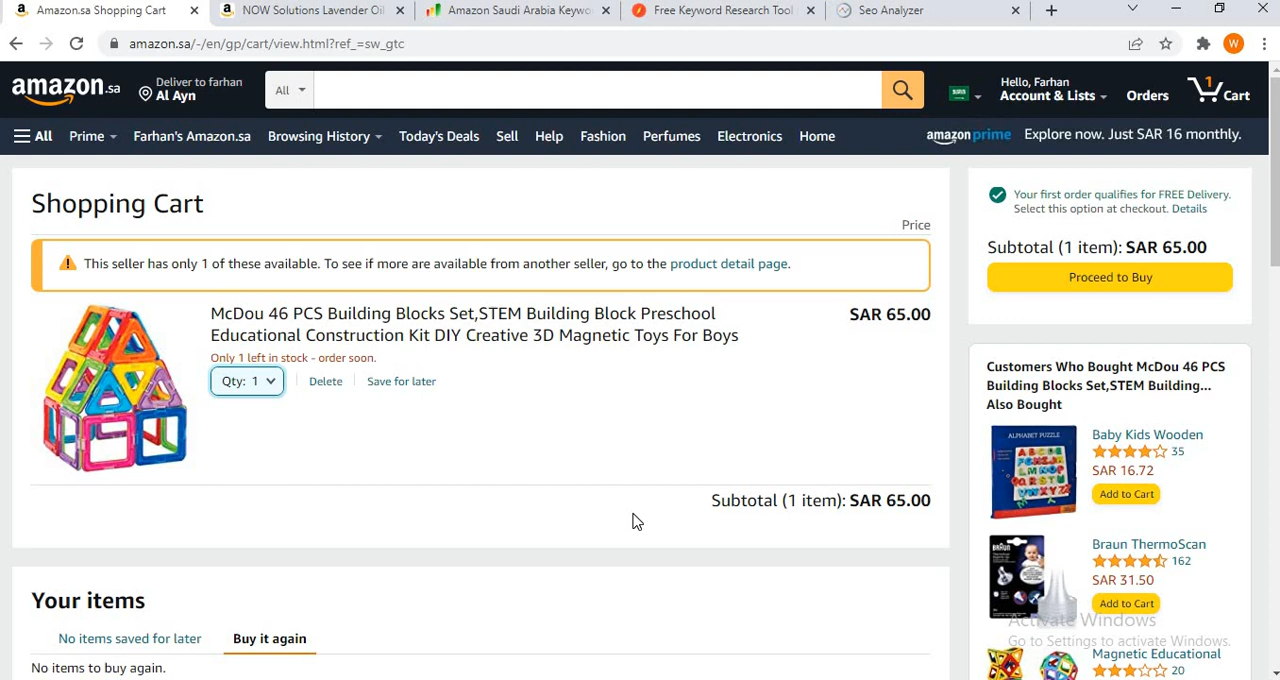 Amazon.sa Shopping Cart
NOW Solutions Lavender Oil
Amazon Saudi Arabia Keywo
Free Keyword Research Tool
Seo Analyzer
amazon.sa/-/en/gp/cart/view.html?ref_=sw_gtc
W
amazon.sa
Deliver to farhan
Al Ayn
All
Hello, Farhan
Account & Lists
Orders
1
Cart
All
Prime
Farhan's Amazon.sa
Browsing History
Today's Deals
Sell
Help
Fashion
Perfumes
Electronics
Home
amazon prime Explore now. Just SAR 16 monthly.
Shopping Cart
Price
This seller has only 1 of these available. To see if more are available from another seller, go to the product detail page.
McDou 46 PCS Building Blocks Set,STEM Building Block Preschool
Educational Construction Kit DIY Creative 3D Magnetic Toys For Boys
SAR 65.00
Only 1 left in stock - order soon.
Qty: 1
Delete
Save for later
Subtotal (1 item): SAR 65.00
Your items
No items saved for later
Buy it again
No items to buy again.
Your first order qualifies for FREE Delivery.
Select this option at checkout. Details
Subtotal (1 item): SAR 65.00
Proceed to Buy
Customers Who Bought McDou 46 PCS
Building Blocks Set,STEM Building...
Also Bought
ALPHABET PUZZLE
Baby Kids Wooden
35
SAR 16.72
Add to Cart
BRAUN
Braun ThermoScan
162
SAR 31.50
Add to Cart
Activate Windows
Go to Settings to activate Windows.
Magnetic Educational
20